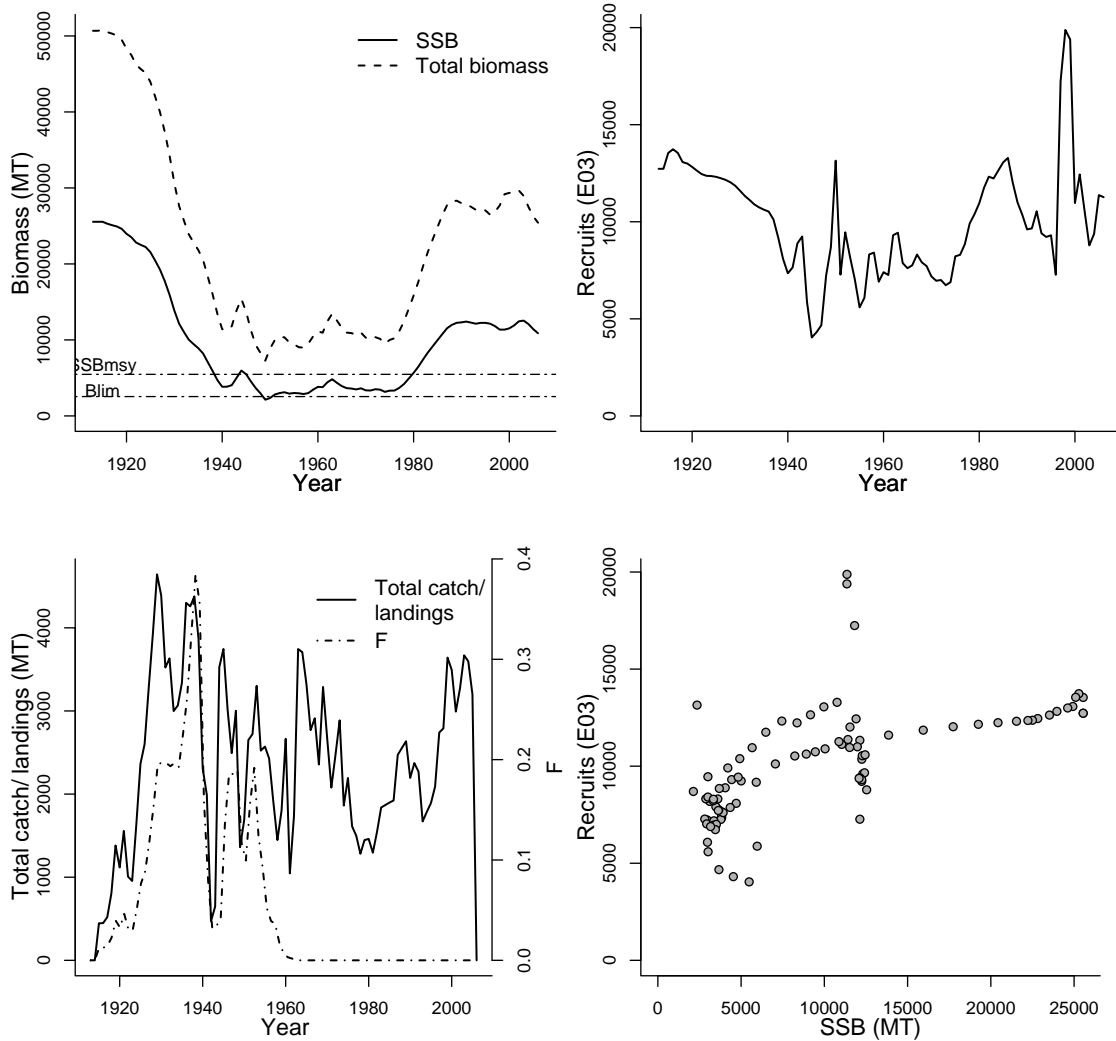 50000
40000
30000
20000
10000
0
Biomass (MT)
SSB
Total biomass
SSBmsy
Blim
1920
1940
1960
1980
2000
Year
20000
15000
10000
5000
0
Recruits (E03)
1920
1940
1960
1980
2000
Year
4000
3000
2000
1000
0
Total catch/ landings (MT)
Total catch/
landings
F
0.4
0.3
0.2
0.1
0.0
F
1920
1940
1960
1980
2000
Year
20000
15000
10000
5000
0
Recruits (E03)
0
5000
10000
15000
20000
25000
SSB (MT)